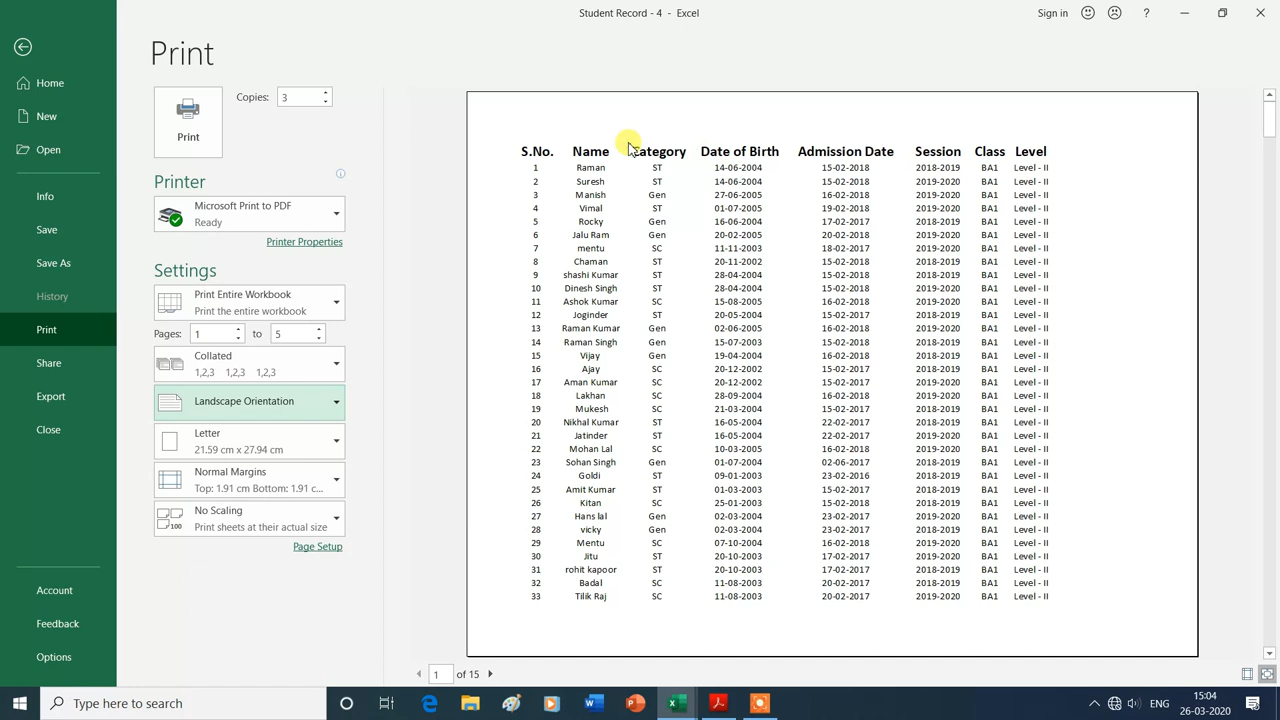 Student Record - 4 - Excel
Sign in
?
Print
Home
New
Open
Info
Save
Save As
History
Print
Share
Export
Close
Account
Feedback
Options
Print
Copies: 3
Printer
Microsoft Print to PDF
Ready
Printer Properties
Settings
Print Entire Workbook
Print the entire workbook
Pages: 1 to 5
Collated
1,2,3 1,2,3 1,2,3
Landscape Orientation
Letter
21.59 cm x 27.94 cm
Normal Margins
Top: 1.91 cm Bottom: 1.91 c...
No Scaling
100 Print sheets at their actual size
Page Setup
S.No. Name Category Date of Birth Admission Date Session Class Level
1 Raman ST 14-06-2004 15-02-2018 2018-2019 BA1 Level - II
2 Suresh ST 14-06-2004 15-02-2018 2019-2020 BA1 Level - II
3 Manish Gen 27-06-2005 16-02-2018 2019-2020 BA1 Level - II
4 Vimal ST 01-07-2005 19-02-2018 2019-2020 BA1 Level - II
5 Rocky Gen 16-06-2004 17-02-2017 2018-2019 BA1 Level - II
6 Jalu Ram Gen 20-02-2005 20-02-2018 2019-2020 BA1 Level - II
7 mentu SC 11-11-2003 18-02-2017 2019-2020 BA1 Level - II
8 Chaman ST 20-11-2002 15-02-2018 2019-2020 BA1 Level - II
9 shashi Kumar ST 28-04-2004 15-02-2018 2018-2019 BA1 Level - II
10 Dinesh Singh ST 28-04-2004 15-02-2018 2019-2020 BA1 Level - II
11 Ashok Kumar SC 15-08-2005 16-02-2018 2019-2020 BA1 Level - II
12 Joginder ST 20-05-2004 15-02-2017 2018-2019 BA1 Level - II
13 Raman Kumar Gen 02-06-2005 16-02-2018 2019-2020 BA1 Level - II
14 Raman Singh Gen 15-07-2003 15-02-2018 2018-2019 BA1 Level - II
15 Vijay Gen 19-04-2004 16-02-2018 2019-2020 BA1 Level - II
16 Ajay SC 20-12-2002 15-02-2017 2018-2019 BA1 Level - II
17 Aman Kumar SC 20-12-2002 15-02-2017 2019-2020 BA1 Level - II
18 Lakhan SC 28-09-2004 16-02-2018 2019-2020 BA1 Level - II
19 Mukesh SC 21-03-2004 15-02-2017 2018-2019 BA1 Level - II
20 Nikhal Kumar ST 16-05-2004 22-02-2017 2018-2019 BA1 Level - II
21 Jatinder ST 16-05-2004 22-02-2017 2019-2020 BA1 Level - II
22 Mohan Lal SC 10-03-2005 16-02-2018 2019-2020 BA1 Level - II
23 Sohan Singh Gen 01-07-2004 02-06-2017 2018-2019 BA1 Level - II
24 Goldi ST 09-01-2003 23-02-2016 2018-2019 BA1 Level - II
25 Amit Kumar ST 01-03-2003 15-02-2017 2018-2019 BA1 Level - II
26 Kitan SC 25-01-2003 15-02-2018 2019-2020 BA1 Level - II
27 Hans lal Gen 02-03-2004 23-02-2017 2019-2020 BA1 Level - II
28 vicky Gen 02-03-2004 23-02-2017 2018-2019 BA1 Level - II
29 Mentu SC 07-10-2004 16-02-2018 2019-2020 BA1 Level - II
30 Jitu ST 20-10-2003 17-02-2017 2019-2020 BA1 Level - II
31 rohit kapoor ST 20-10-2003 17-02-2017 2018-2019 BA1 Level - II
32 Badal SC 11-08-2003 20-02-2017 2018-2019 BA1 Level - II
33 Tilik Raj SC 11-08-2003 20-02-2017 2019-2020 BA1 Level - II
1 of 15
Type here to search
ENG
15:04
26-03-2020